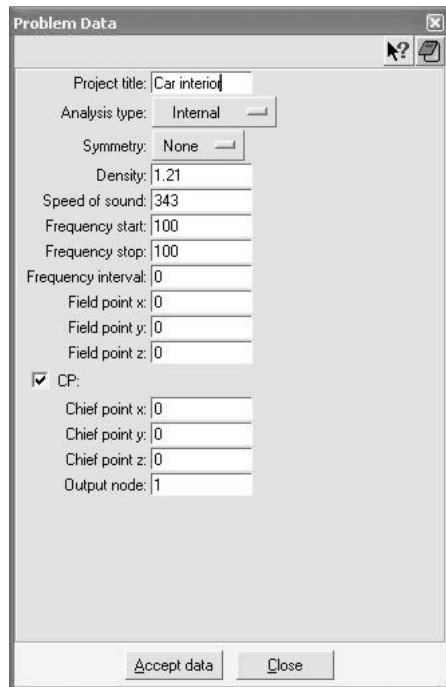 Problem Data
Project title: Car interior
Analysis type: Internal
Symmetry: None
Density: 1.21
Speed of sound: 343
Frequency start: 100
Frequency stop: 100
Frequency interval: 0
Field point x: 0
Field point y: 0
Field point z: 0
CP:
Chief point x: 0
Chief point y: 0
Chief point z: 0
Output node: 1
Accept data Close